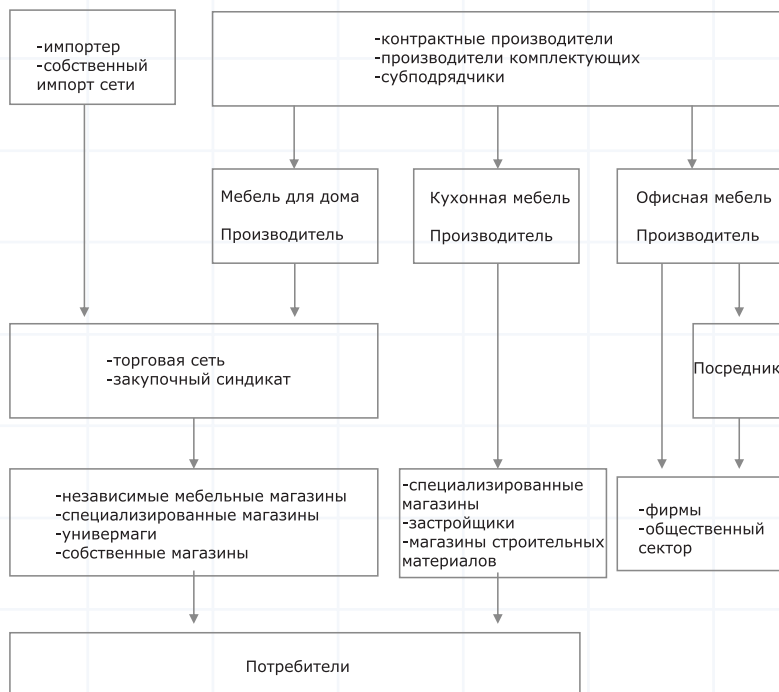 -импортер
-собственный
импорт сети
-контрактные производители
-производители комплектующих
-субподрядчики
Мебель для дома
Производитель
Кухонная мебель
Производитель
Офисная мебель
Производитель
-торговая сеть
-закупочный синдикат
Посредник
-независимые мебельные магазины
-специализированные магазины
-универмаги
-собственные магазины
-специализированные
магазины
-застройщики
-магазины строительных
материалов
-фирмы
-общественный
сектор
Потребители